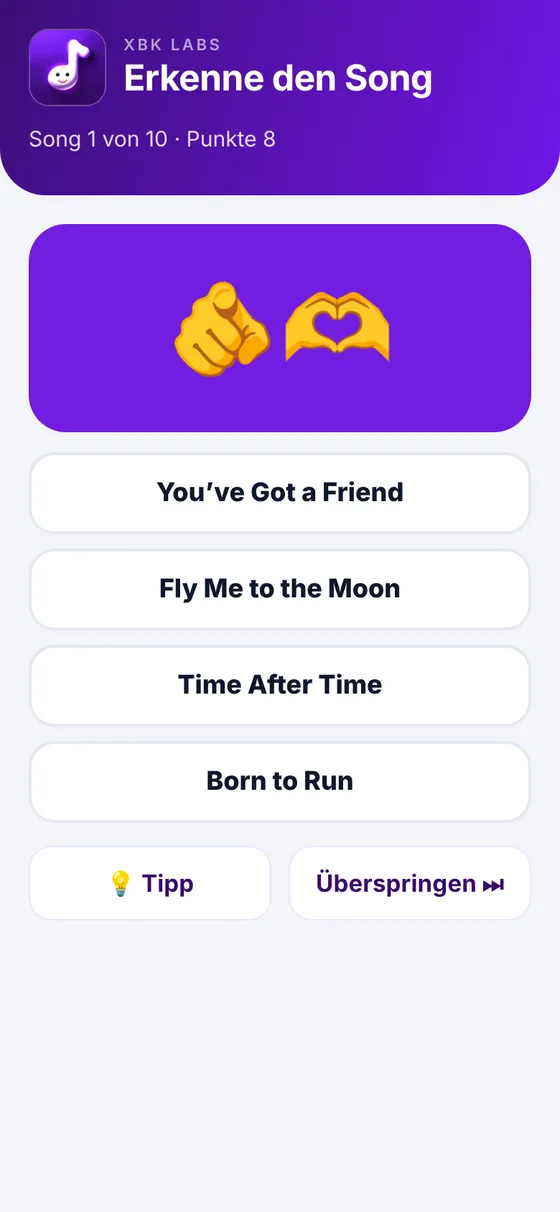 XBK LABS
Erkenne den Song
Song 1 von 10 · Punkte 8
You’ve Got a Friend
Fly Me to the Moon
Time After Time
Born to Run
💡 Tipp
Überspringen ⏭